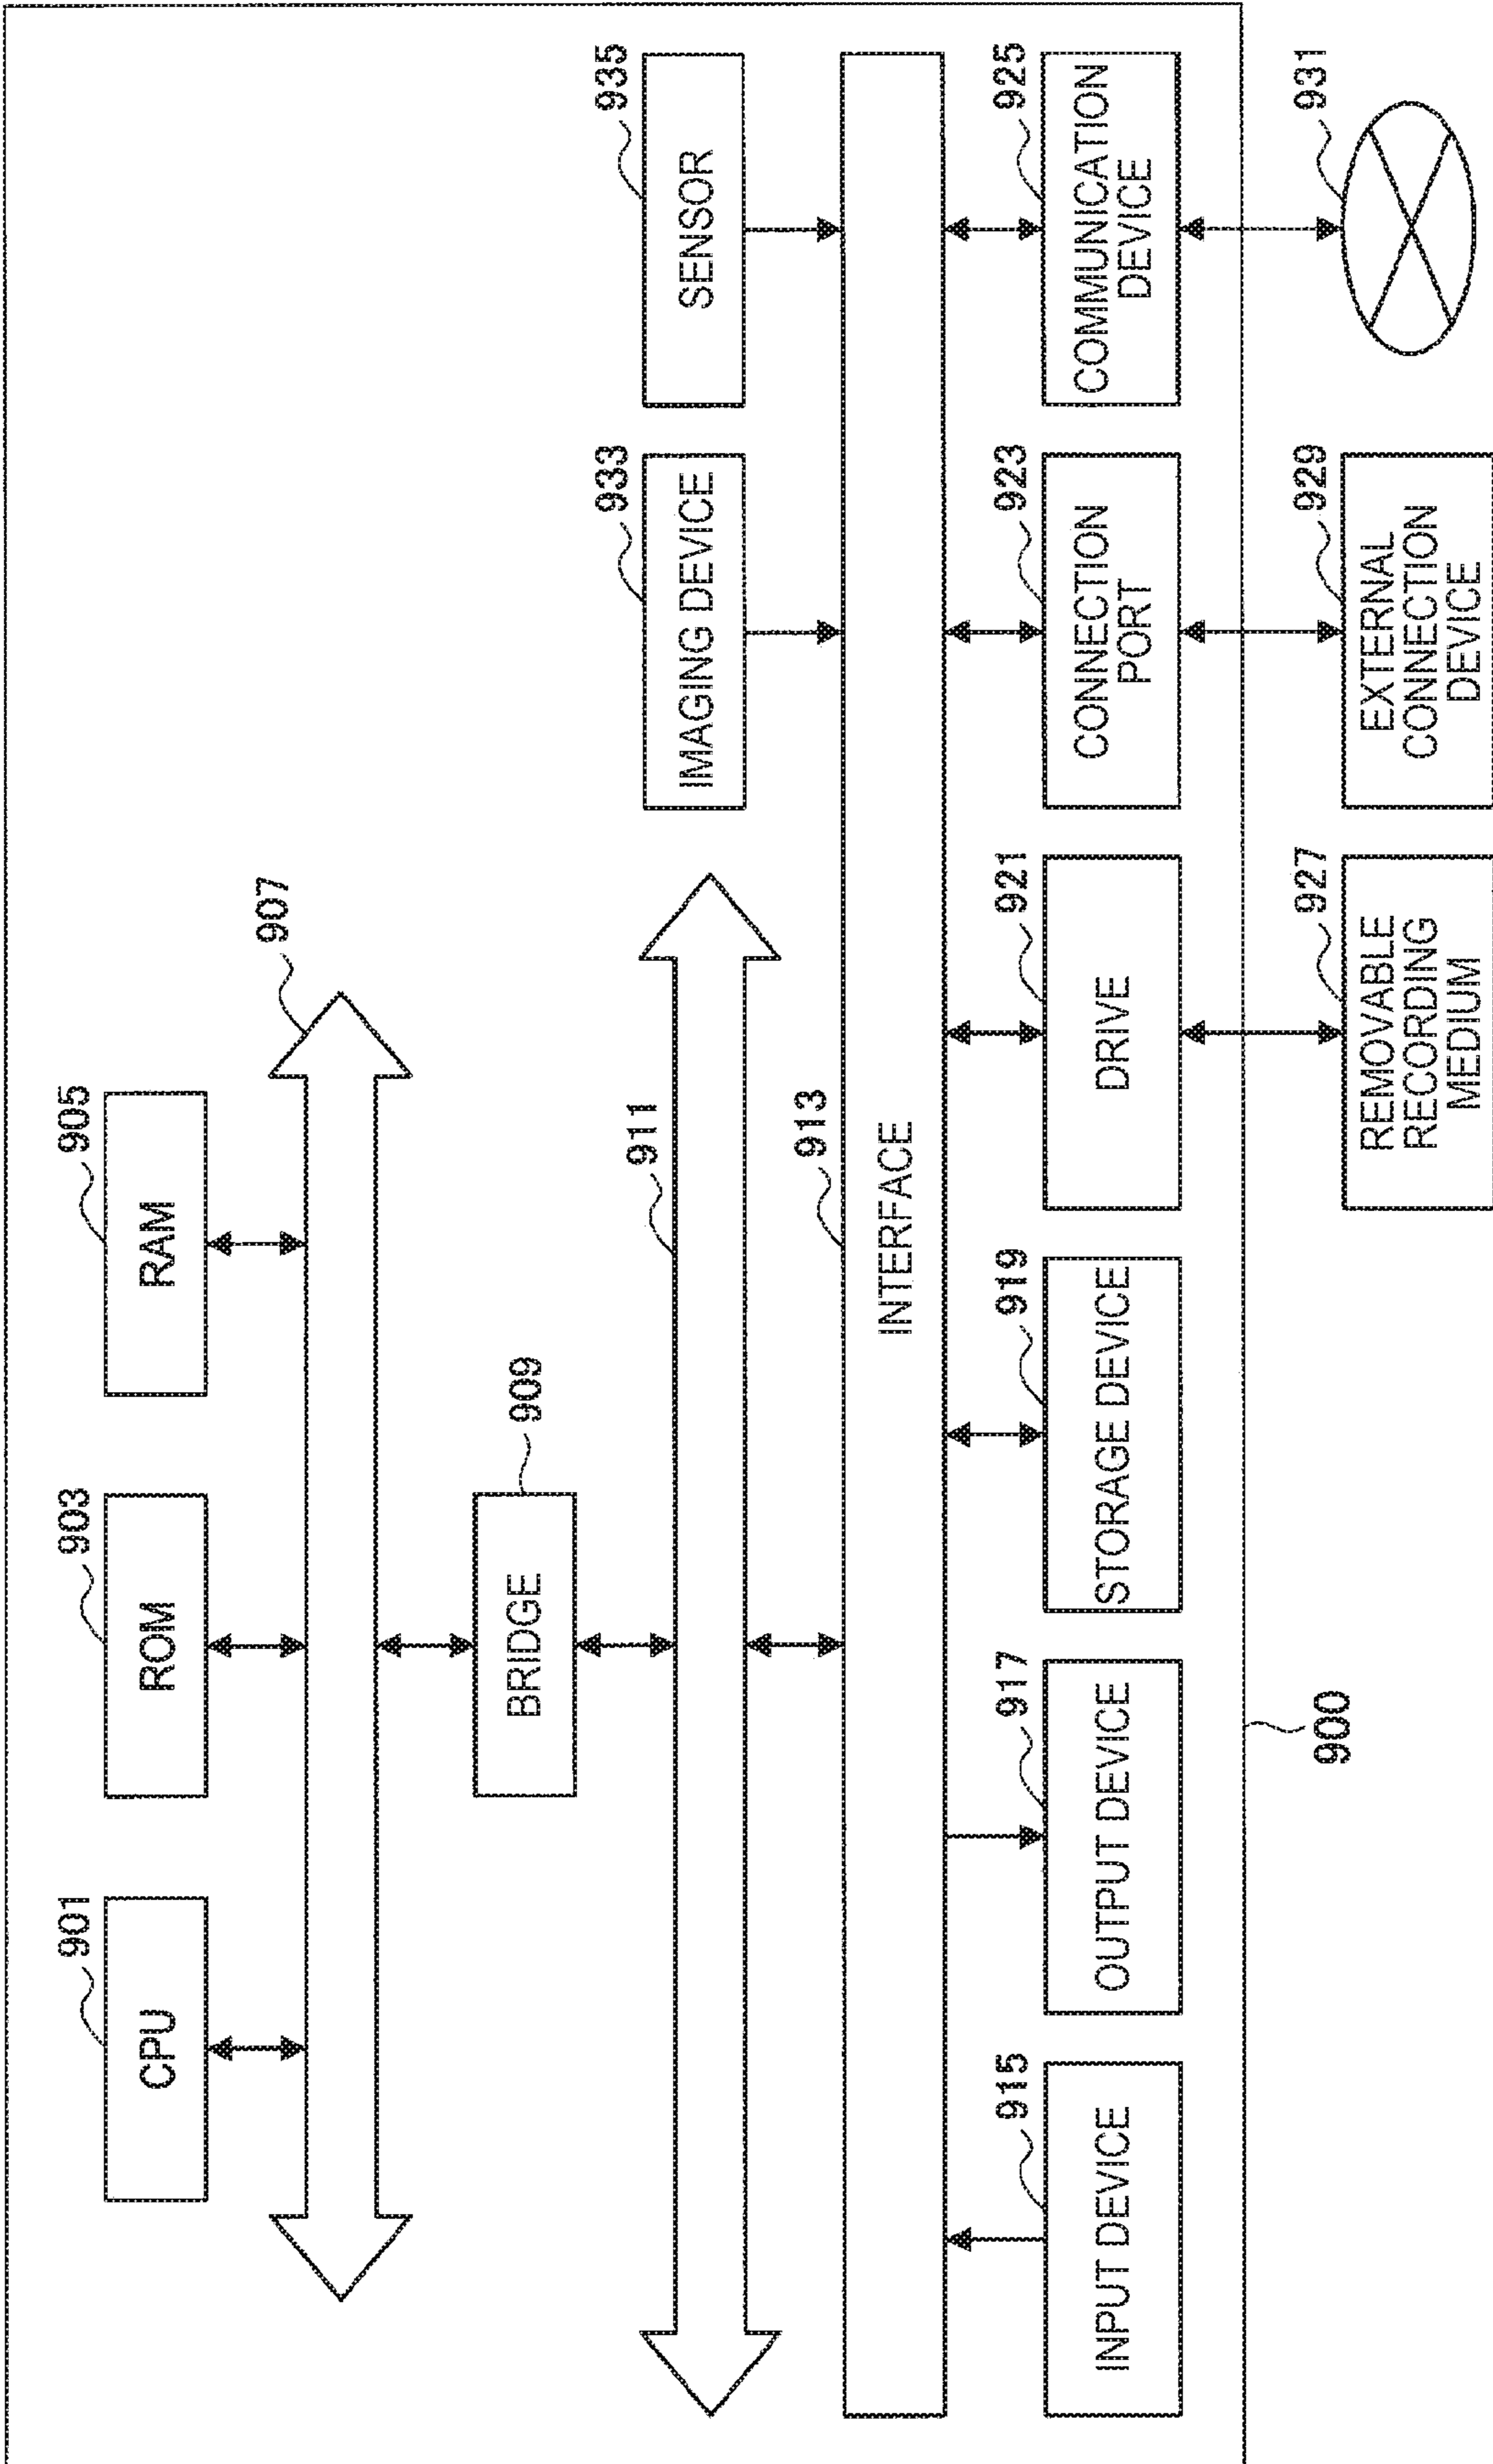 901
CPU
903
ROM
905
RAM
907
909
BRIDGE
911
933
IMAGING DEVICE
935
SENSOR
913
INTERFACE
915
INPUT DEVICE
917
OUTPUT DEVICE
919
STORAGE DEVICE
921
DRIVE
923
CONNECTION
PORT
925
COMMUNICATION
DEVICE
900
927
REMOVABLE
RECORDING
MEDIUM
929
EXTERNAL
CONNECTION
DEVICE
931